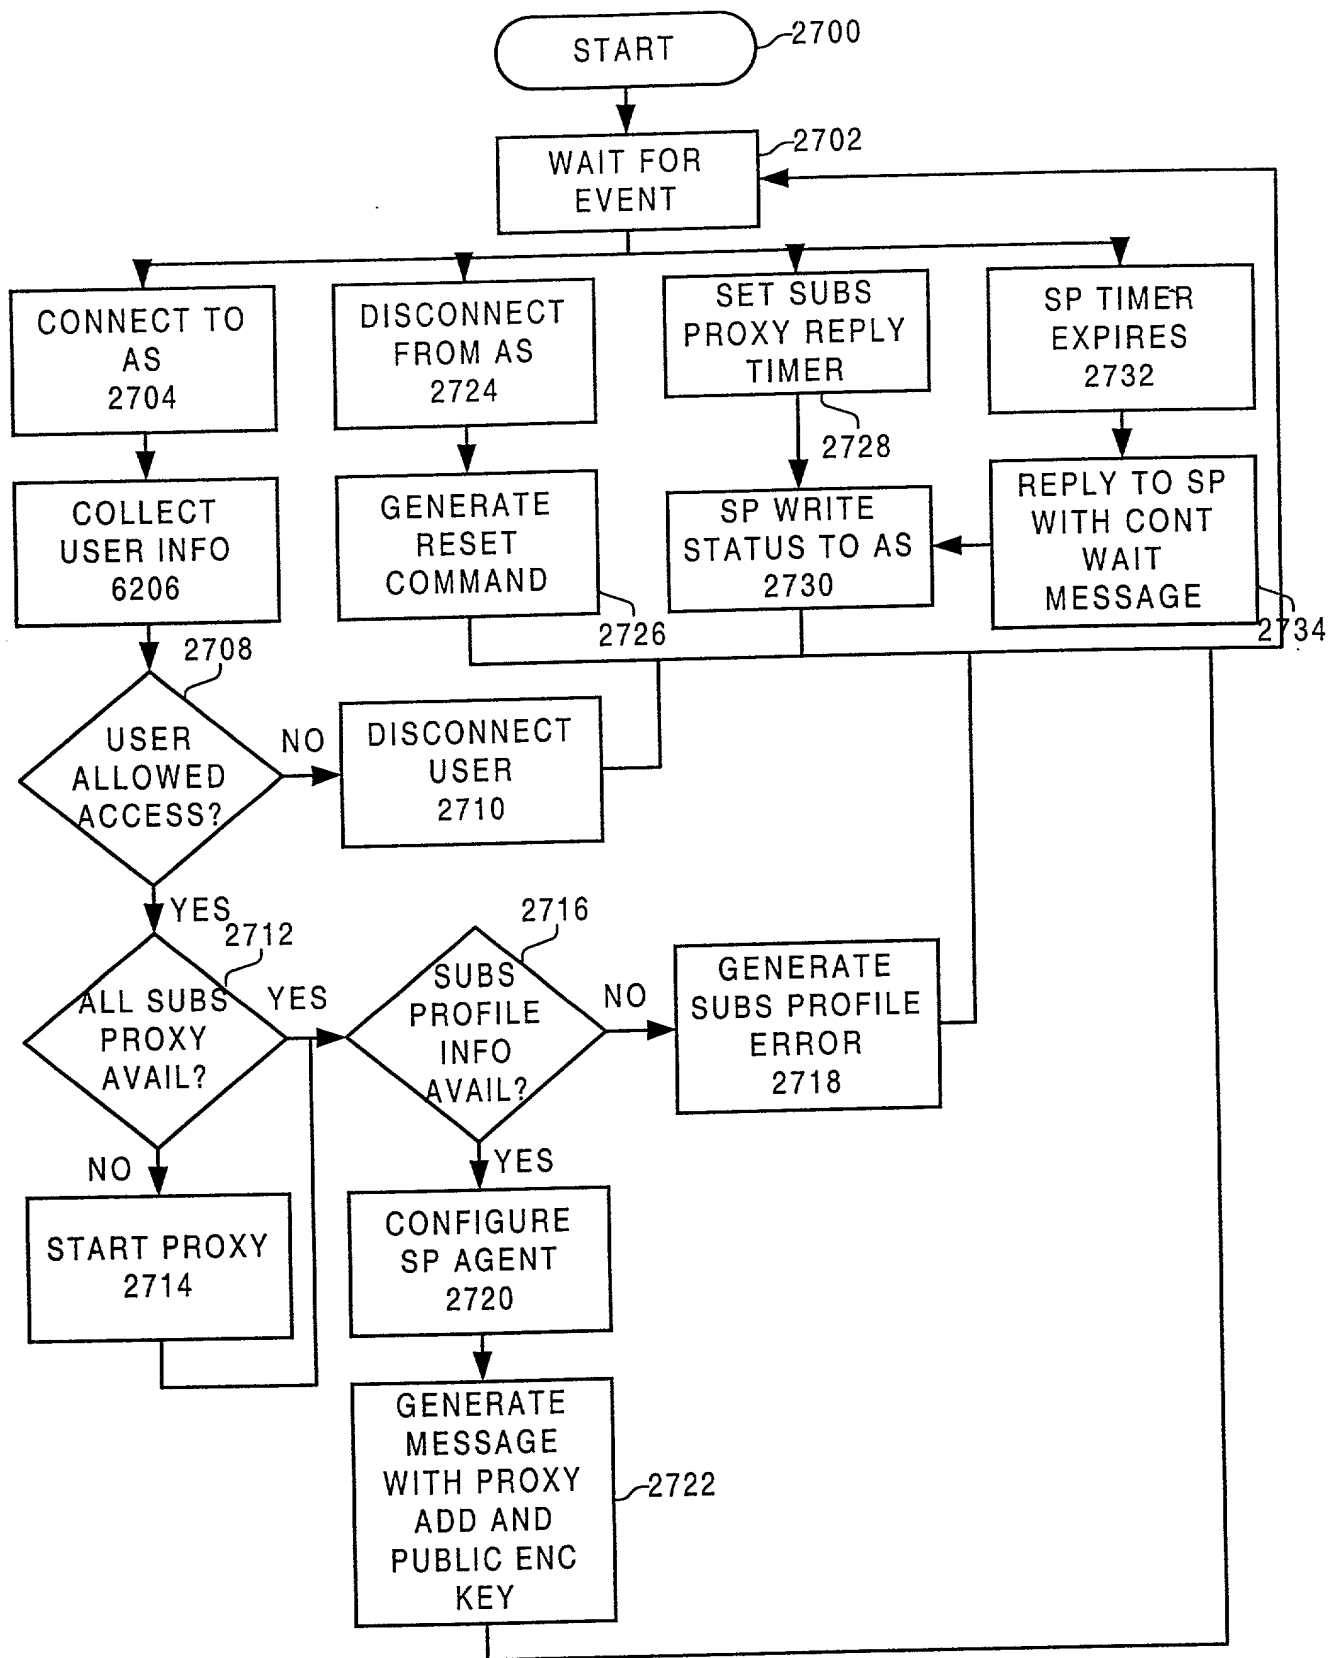 START
2700
WAIT FOR
EVENT
2702
CONNECT TO
AS
2704
DISCONNECT
FROM AS
2724
SET SUBS
PROXY REPLY
TIMER
2728
SP TIMER
EXPIRES
2732
COLLECT
USER INFO
6206
GENERATE
RESET
COMMAND
2726
SP WRITE
STATUS TO AS
2730
REPLY TO SP
WITH CONT
WAIT
MESSAGE
2734
2708
USER
ALLOWED
ACCESS?
NO
DISCONNECT
USER
2710
YES
2712
ALL SUBS
PROXY
AVAIL?
YES
2716
SUBS
PROFILE
INFO
AVAIL?
NO
GENERATE
SUBS PROFILE
ERROR
2718
NO
START PROXY
2714
YES
CONFIGURE
SP AGENT
2720
GENERATE
MESSAGE
WITH PROXY
ADD AND
PUBLIC ENC
KEY
2722